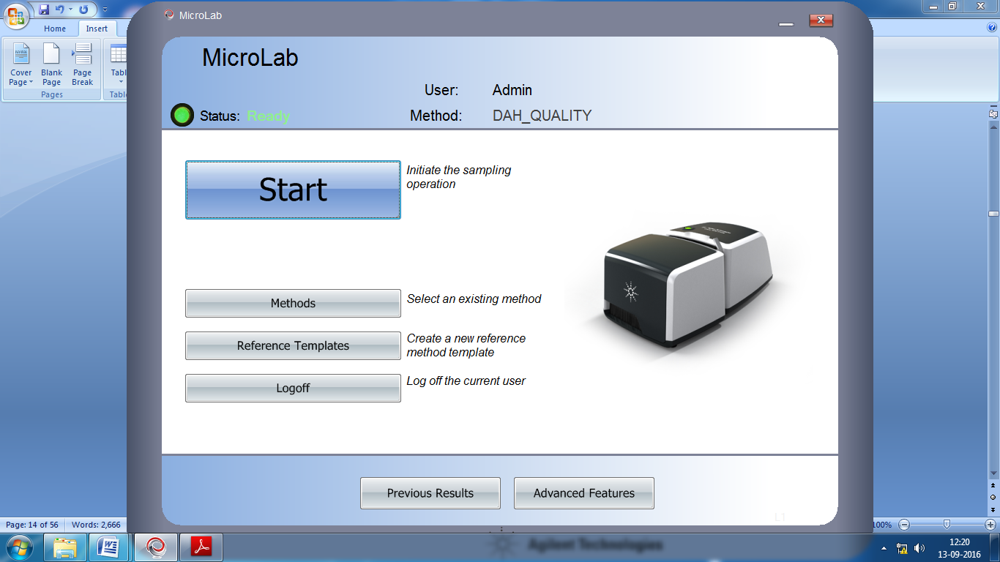 MicroLab
Home
Insert
MicroLab
Cover
Page
Blank
Page
Page
Break
Tabl
Pages
Table
User:
Admin
Status:
Ready
Method:
DAH_QUALITY
Start
Initiate the sampling
operation
Methods
Select an existing method
Reference Templates
Create a new reference
method template
Logoff
Log off the current user
Previous Results
Advanced Features
LT
Page: 14 of 56
Words: 2,666
100%
Agilent Technologies
12:20
13-09-2016